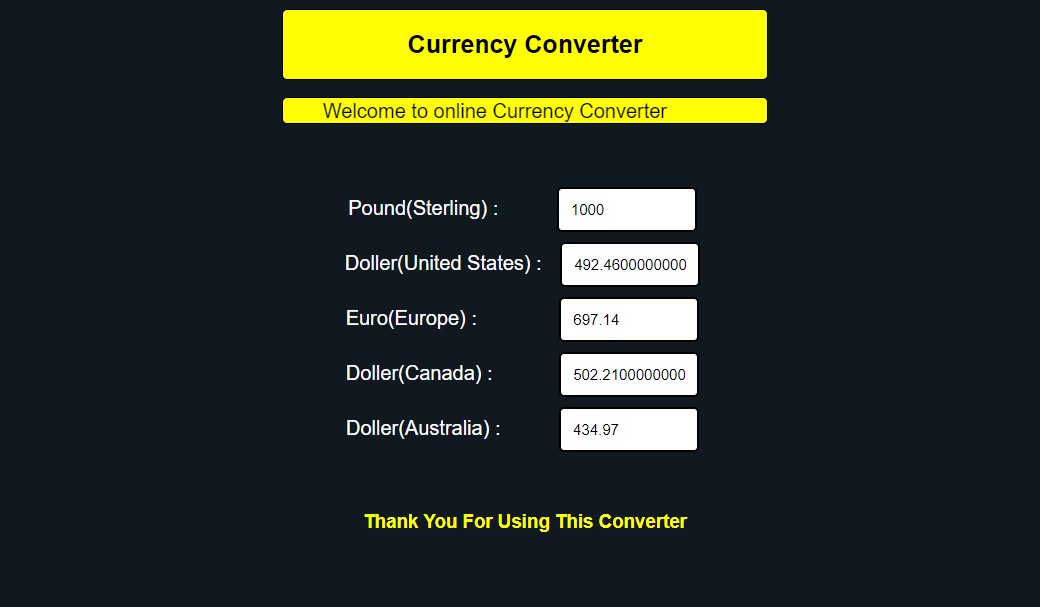 Currency Converter
Welcome to online Currency Converter
Pound(Sterling) : 1000
Doller(United States) : 492.4600000000
Euro(Europe) : 697.14
Doller(Canada) : 502.2100000000
Doller(Australia) : 434.97
Thank You For Using This Converter